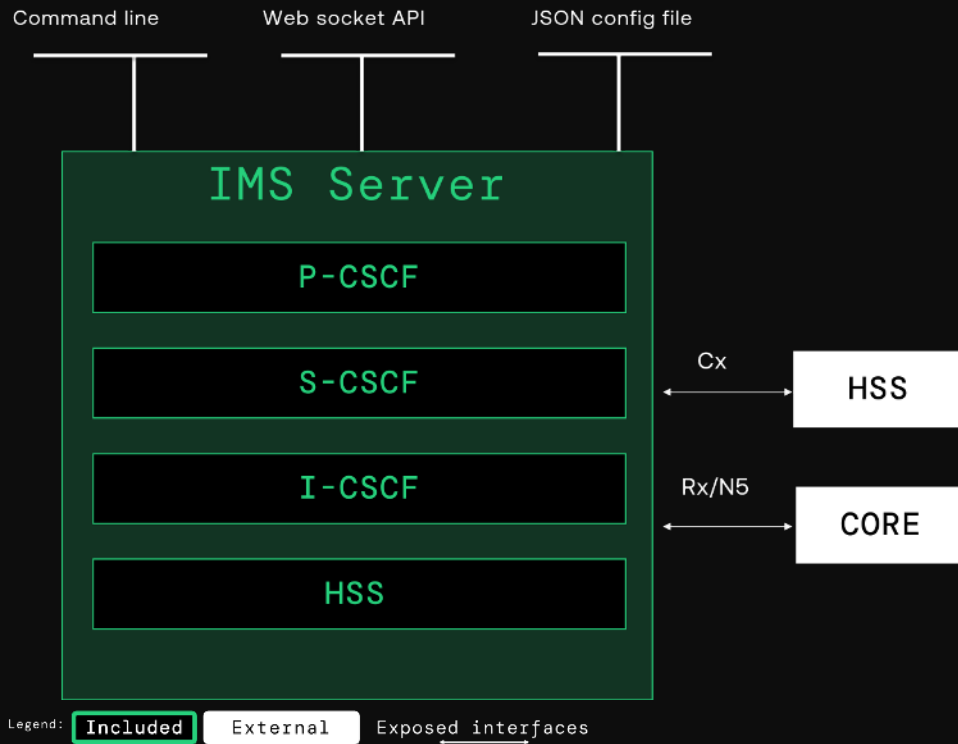 Command line
Web socket API
JSON config file
IMS Server
P-CSCF
S-CSCF
Cx
HSS
I-CSCF
Rx/N5
CORE
HSS
Legend:
Included
External
Exposed interfaces